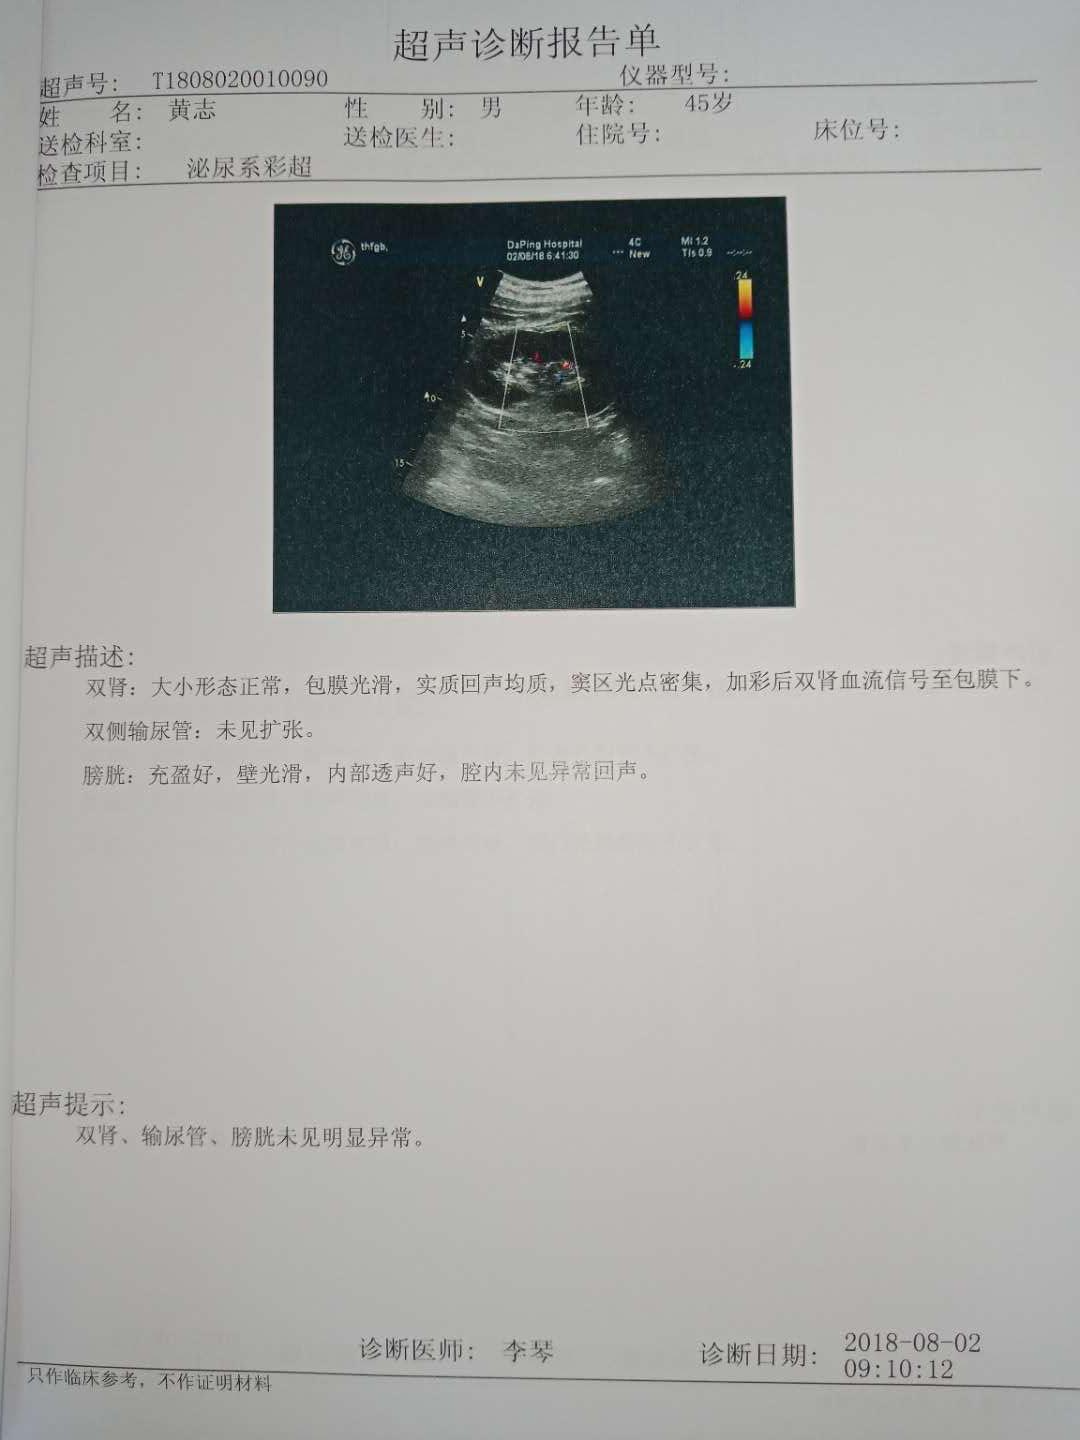 超声诊断报告单
超声号: T1808020010090 仪器型号:
姓 名: 黄志 性 别: 男 年龄: 45岁
送检科室: 送检医生: 住院号: 床位号:
检查项目: 泌尿系彩超
thfgb, DaPing Hospital 4C MI 1.2
02/08/18 6:41:30 New TIs 0.9
V
.24
5
-.24
10
15
超声描述:
双肾: 大小形态正常, 包膜光滑, 实质回声均质, 窦区光点密集, 加彩后双肾血流信号至包膜下。
双侧输尿管: 未见扩张。
膀胱: 充盈好, 壁光滑, 内部透声好, 腔内未见异常回声。
超声提示:
双肾、输尿管、膀胱未见明显异常。
诊断医师: 李琴 诊断日期: 2018-08-02
09:10:12
只作临床参考, 不作证明材料